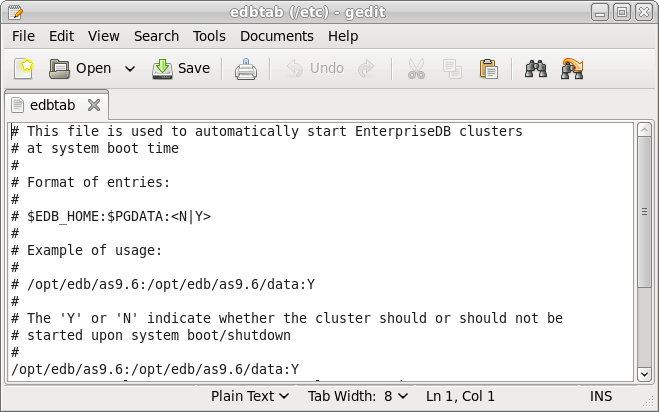 edbtab (/etc) - gedit
File Edit View Search Tools Documents Help
Open Save Undo
edbtab
# This file is used to automatically start EnterpriseDB clusters
# at system boot time
#
# Format of entries:
#
# $EDB_HOME:$PGDATA:<N|Y>
#
# Example of usage:
#
# /opt/edb/as9.6:/opt/edb/as9.6/data:Y
#
# The 'Y' or 'N' indicate whether the cluster should or should not be
# started upon system boot/shutdown
#
/opt/edb/as9.6:/opt/edb/as9.6/data:Y
Plain Text Tab Width: 8 Ln 1, Col 1 INS